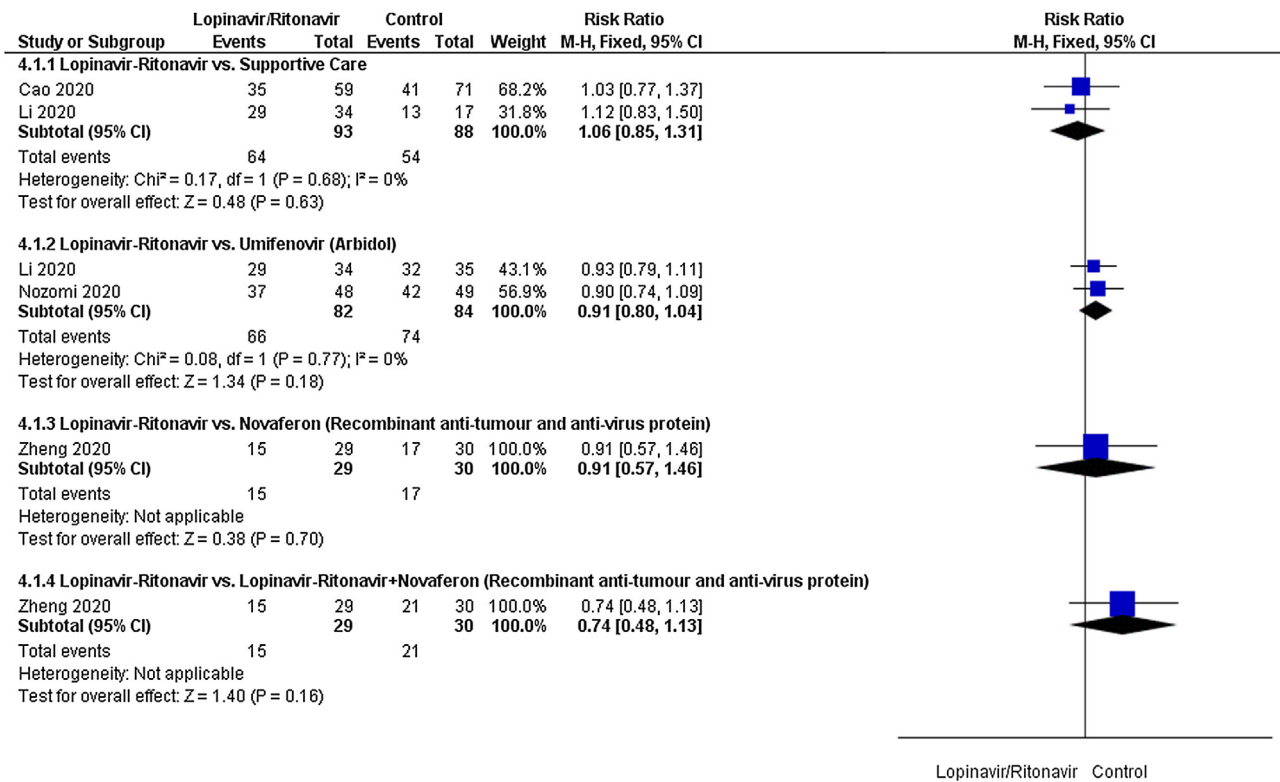 Lopinavir/Ritonavir Control Risk Ratio Risk Ratio
Study or Subgroup Events Total Events Total Weight M-H, Fixed, 95% CI M-H, Fixed, 95% CI
4.1.1 Lopinavir-Ritonavir vs. Supportive Care
Cao 2020 35 59 41 71 68.2% 1.03 [0.77, 1.37]
Li 2020 29 34 13 17 31.8% 1.12 [0.83, 1.50]
Subtotal (95% CI) 93 88 100.0% 1.06 [0.85, 1.31]
Total events 64 54
Heterogeneity: Chi² = 0.17, df = 1 (P = 0.68); I² = 0%
Test for overall effect: Z = 0.48 (P = 0.63)
4.1.2 Lopinavir-Ritonavir vs. Umifenovir (Arbidol)
Li 2020 29 34 32 35 43.1% 0.93 [0.79, 1.11]
Nozomi 2020 37 48 42 49 56.9% 0.90 [0.74, 1.09]
Subtotal (95% CI) 82 84 100.0% 0.91 [0.80, 1.04]
Total events 66 74
Heterogeneity: Chi² = 0.08, df = 1 (P = 0.77); I² = 0%
Test for overall effect: Z = 1.34 (P = 0.18)
4.1.3 Lopinavir-Ritonavir vs. Novaferon (Recombinant anti-tumour and anti-virus protein)
Zheng 2020 15 29 17 30 100.0% 0.91 [0.57, 1.46]
Subtotal (95% CI) 29 30 100.0% 0.91 [0.57, 1.46]
Total events 15 17
Heterogeneity: Not applicable
Test for overall effect: Z = 0.38 (P = 0.70)
4.1.4 Lopinavir-Ritonavir vs. Lopinavir-Ritonavir+Novaferon (Recombinant anti-tumour and anti-virus protein)
Zheng 2020 15 29 21 30 100.0% 0.74 [0.48, 1.13]
Subtotal (95% CI) 29 30 100.0% 0.74 [0.48, 1.13]
Total events 15 21
Heterogeneity: Not applicable
Test for overall effect: Z = 1.40 (P = 0.16)
Lopinavir/Ritonavir Control